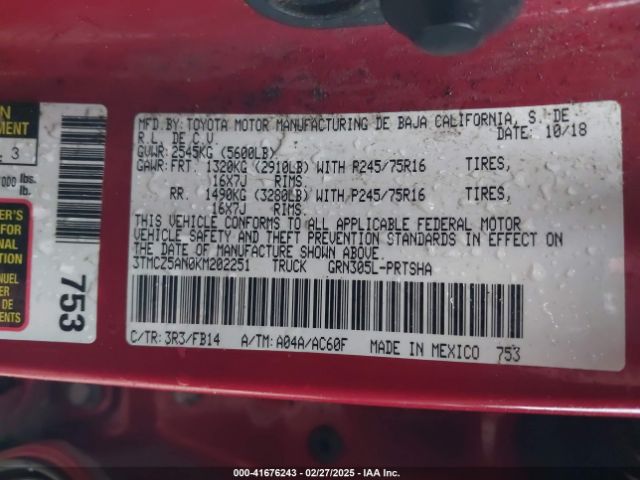 MFD.BY: TOYOTA MOTOR MANUFACTURING DE BAJA CALIFORNIA, S. DE
R L DE C V
DATE: 10/18
GVWR: 2545KG (5600LB)
GAWR: FRT. 1320KG (2910LB) WITH P245/75R16 TIRES,
16X7J RIMS.
RR. 1490KG (3280LB) WITH P245/75R16 TIRES,
16X7J RIMS.
THIS VEHICLE CONFORMS TO ALL APPLICABLE FEDERAL MOTOR
VEHICLE SAFETY AND THEFT PREVENTION STANDARDS IN EFFECT ON
THE DATE OF MANUFACTURE SHOWN ABOVE.
3TMCZ5AN0KM202251 TRUCK GRN305L-PRTSHA
C/TR: 3R3/FB14 A/TM: A04A/AC60F MADE IN MEXICO 753
3
lb.
753
000-41676243 - 02/27/2025 - IAA Inc.